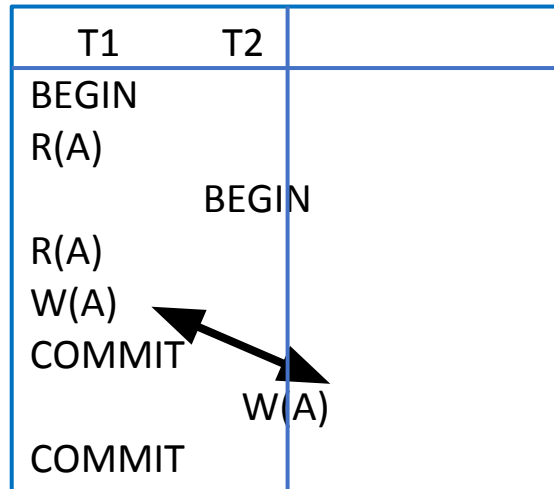 T1 T2
BEGIN
R(A)
BEGIN
R(A)
W(A)
COMMIT
W(A)
COMMIT